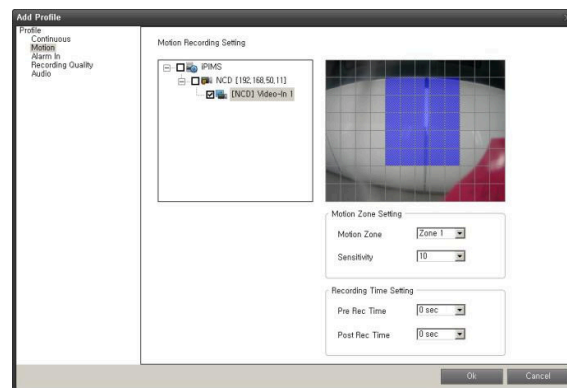 Add Profile
Profile
Continuous
Motion
Alarm In
Recording Quality
Audio
Motion Recording Setting
iPIMS
NCD [192,168,50,11]
[NCD] Video-In 1
Motion Zone Setting
Motion Zone Zone 1
Sensitivity 10
Recording Time Setting
Pre Rec Time 0 sec
Post Rec Time 0 sec
Ok Cancel